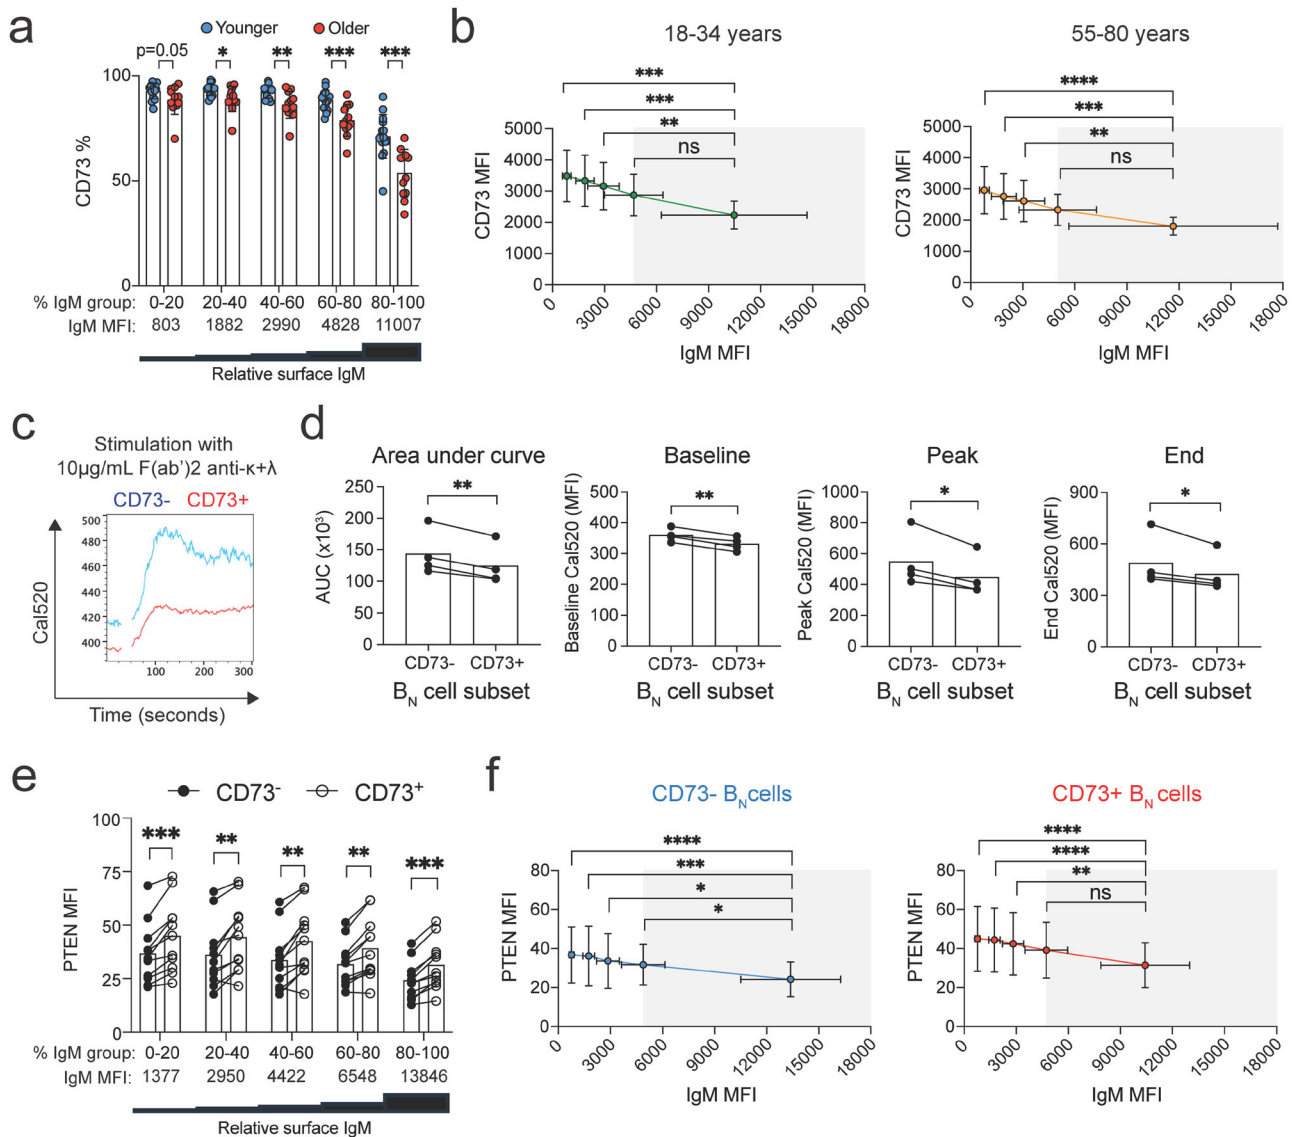 a
Younger
Older
p=0.05
*
**
***
***
100
50
0
CD73 %
% IgM group: 0-20 20-40 40-60 60-80 80-100
IgM MFI: 803 1882 2990 4828 11007
Relative surface IgM
b
18-34 years
***
***
**
ns
5000
4000
3000
2000
1000
0
CD73 MFI
0 3000 6000 9000 12000 15000 18000
IgM MFI
55-80 years
****
***
**
ns
5000
4000
3000
2000
1000
0
CD73 MFI
0 3000 6000 9000 12000 15000 18000
IgM MFI
c
Stimulation with
10µg/mL F(ab')2 anti-κ+λ
CD73- CD73+
500
480
460
440
420
400
Cal520
100 200 300
Time (seconds)
d
Area under curve
**
250
200
150
100
50
0
AUC (x10³)
CD73- CD73+
BN cell subset
Baseline
**
500
400
300
200
100
0
Baseline Cal520 (MFI)
CD73- CD73+
BN cell subset
Peak
*
1000
800
600
400
200
0
Peak Cal520 (MFI)
CD73- CD73+
BN cell subset
End
*
900
600
300
0
End Cal520 (MFI)
CD73- CD73+
BN cell subset
e
CD73⁻ CD73⁺
***
**
**
**
***
100
75
50
25
0
PTEN MFI
% IgM group: 0-20 20-40 40-60 60-80 80-100
IgM MFI: 1377 2950 4422 6548 13846
Relative surface IgM
f
CD73- BN cells
****
***
*
*
80
60
40
20
0
PTEN MFI
0 3000 6000 9000 12000 15000 18000
IgM MFI
CD73+ BN cells
****
****
**
ns
80
60
40
20
0
PTEN MFI
0 3000 6000 9000 12000 15000 18000
IgM MFI